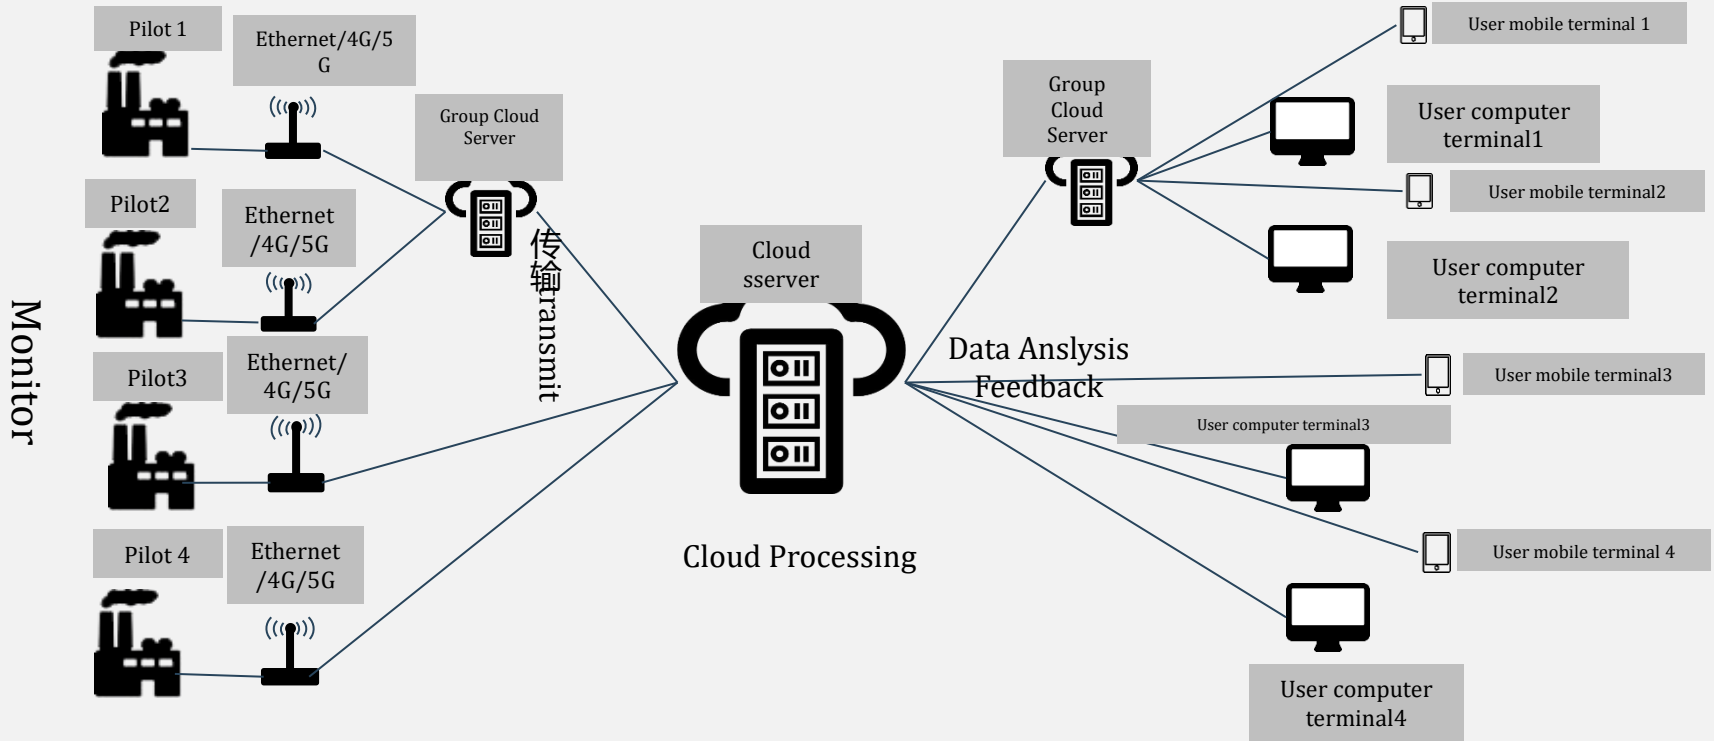 Monitor
Pilot 1
Ethernet/4G/5
G
Pilot2
Ethernet
/4G/5G
Pilot3
Ethernet/
4G/5G
Pilot 4
Ethernet
/4G/5G
Group Cloud
Server
传
输
transmit
Cloud
sserver
Cloud Processing
Data Anslysis
Feedback
Group
Cloud
Server
User mobile terminal 1
User computer
terminal1
User mobile terminal2
User computer
terminal2
User mobile terminal3
User computer terminal3
User mobile terminal 4
User computer
terminal4